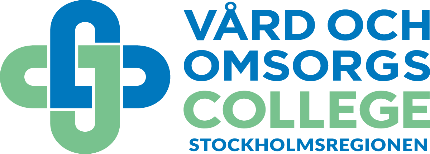 VÅRD OCH
OMSORGS
COLLEGE
STOCKHOLMSREGIONEN